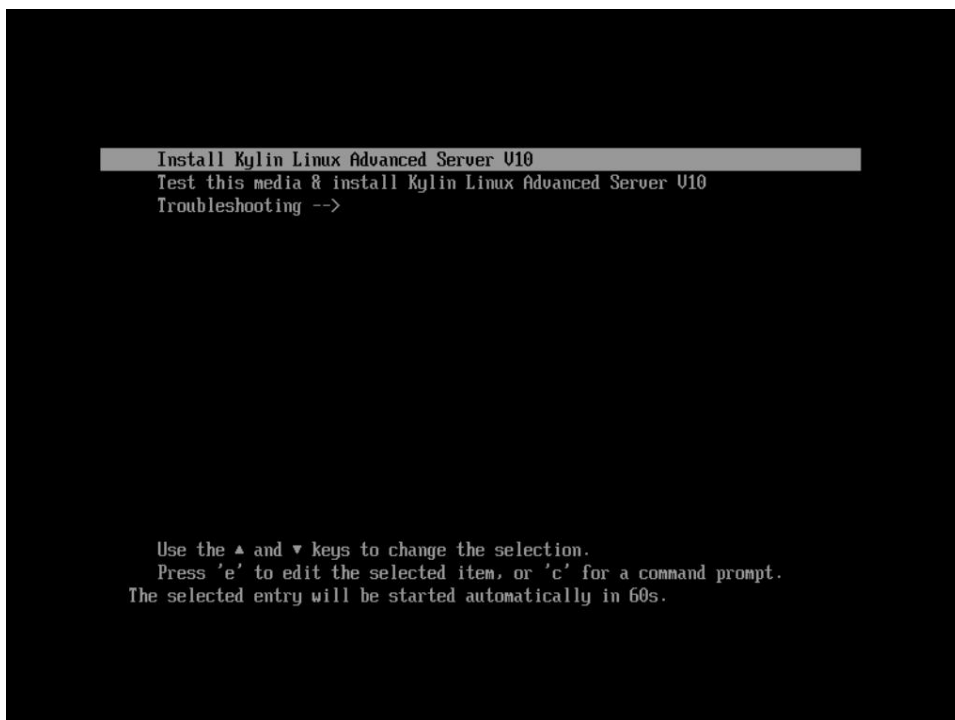 Install Kylin Linux Advanced Server V10
Test this media & install Kylin Linux Advanced Server V10
Troubleshooting -->
Use the ▲ and ▼ keys to change the selection.
Press 'e' to edit the selected item, or 'c' for a command prompt.
The selected entry will be started automatically in 60s.